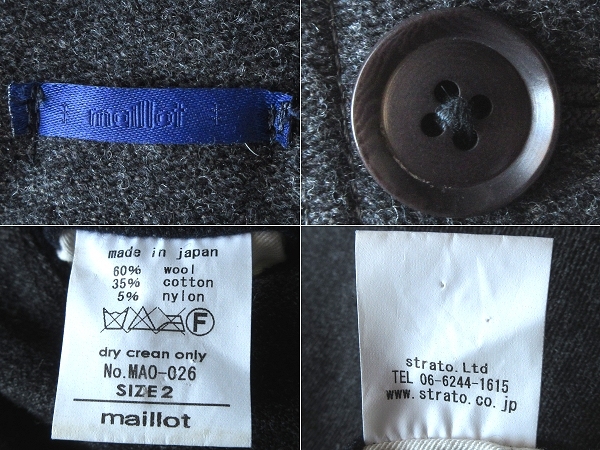 maillot
made in japan
60% wool
35% cotton
5% nylon
F
dry crean only
No.MAO-026
SIZE 2
maillot
strato.Ltd
TEL 06-6244-1615
www.strato.co.jp